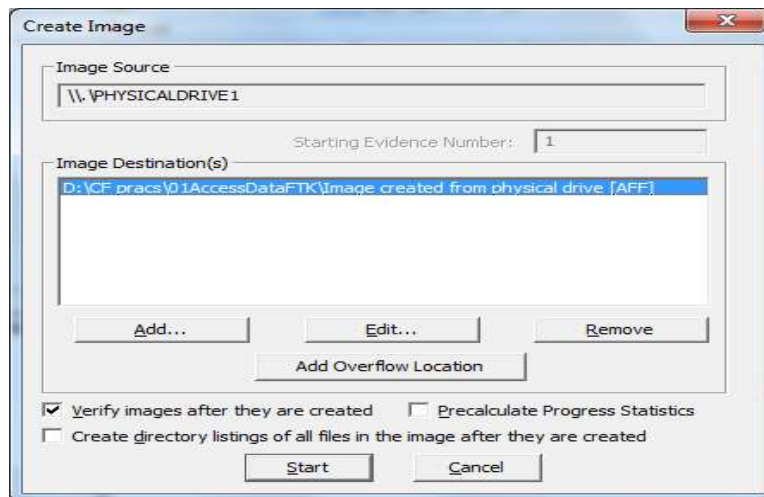 Create Image
Image Source
\\.\PHYSICALDRIVE1
Starting Evidence Number: 1
Image Destination(s)
D:\CF pracs\01AccessDataFTK\Image created from physical drive [AFF]
Add... Edit... Remove
Add Overflow Location
Verify images after they are created Precalculate Progress Statistics
Create directory listings of all files in the image after they are created
Start Cancel